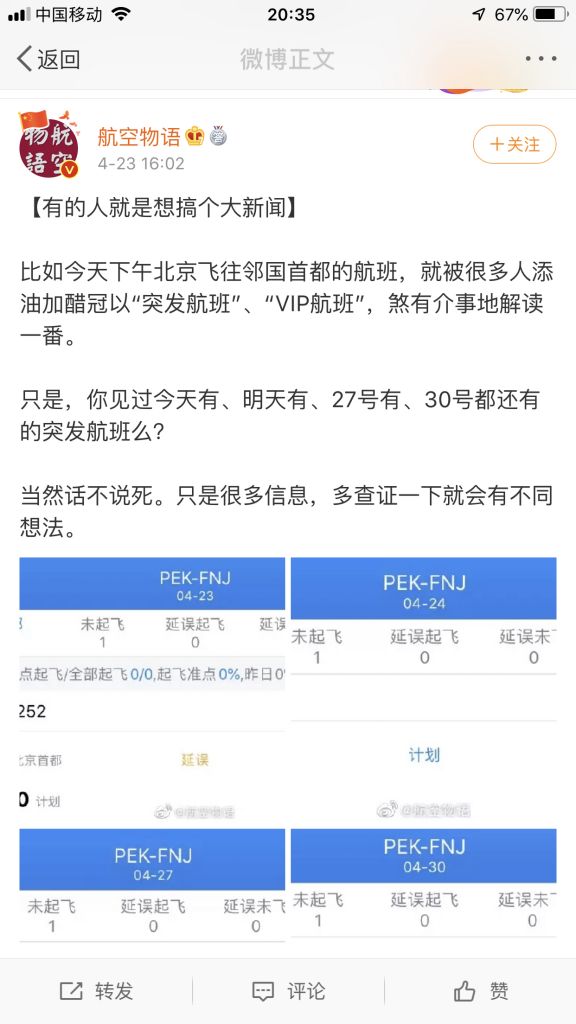 中国移动 20:35 67%
返回 微博正文
航空物语
4-23 16:02
+关注
【有的人就是想搞个大新闻】
比如今天下午北京飞往邻国首都的航班，就被很多人添
油加醋冠以“突发航班”、“VIP航班”，煞有介事地解读
一番。
只是，你见过今天有、明天有、27号有、30号都还有
的突发航班么？
当然话不说死。只是很多信息，多查证一下就会有不同
想法。
PEK-FNJ
04-23
未起飞 延误起飞 延误
1 0
点起飞/全部起飞0/0,起飞准点0%,昨日0
252
北京首都 延误
0 计划
@航空物语
PEK-FNJ
04-24
未起飞 延误起飞 延误未
1 0 0
计划
@航空物语
PEK-FNJ
04-27
未起飞 延误起飞 延误未
1 0 0
PEK-FNJ
04-30
未起飞 延误起飞 延误未
1 0 0
转发 评论 赞